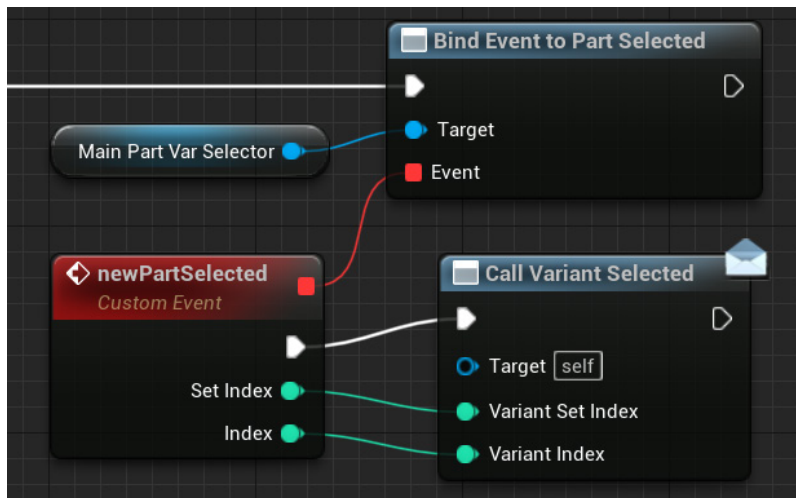 Bind Event to Part Selected
Main Part Var Selector
Target
Event
newPartSelected
Custom Event
Set Index
Index
Call Variant Selected
Target self
Variant Set Index
Variant Index